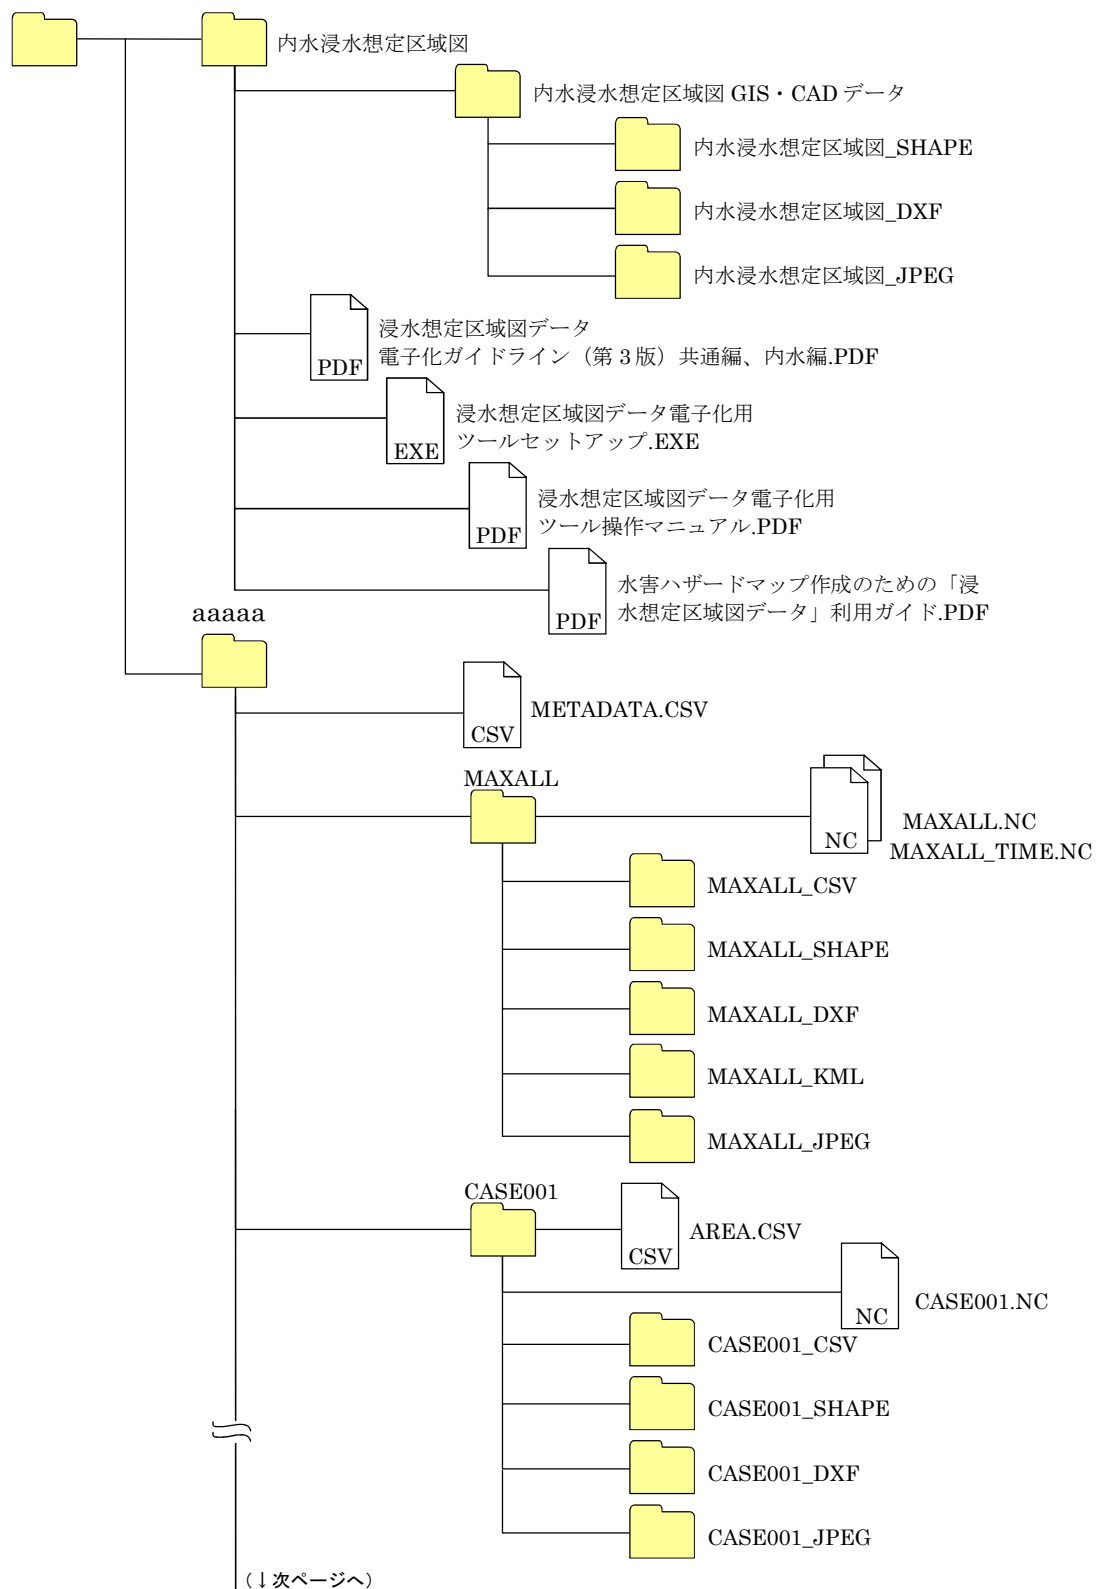 内水浸水想定区域図
内水浸水想定区域図 GIS・CAD データ
内水浸水想定区域図_SHAPE
内水浸水想定区域図_DXF
内水浸水想定区域図_JPEG
PDF
浸水想定区域図データ
電子化ガイドライン（第 3 版）共通編、内水編.PDF
EXE
浸水想定区域図データ電子化用
ツールセットアップ.EXE
PDF
浸水想定区域図データ電子化用
ツール操作マニュアル.PDF
PDF
水害ハザードマップ作成のための「浸
水想定区域図データ」利用ガイド.PDF
aaaaa
CSV
METADATA.CSV
MAXALL
NC
MAXALL.NC
MAXALL_TIME.NC
MAXALL_CSV
MAXALL_SHAPE
MAXALL_DXF
MAXALL_KML
MAXALL_JPEG
CASE001
CSV
AREA.CSV
NC
CASE001.NC
CASE001_CSV
CASE001_SHAPE
CASE001_DXF
CASE001_JPEG
（↓次ページへ）